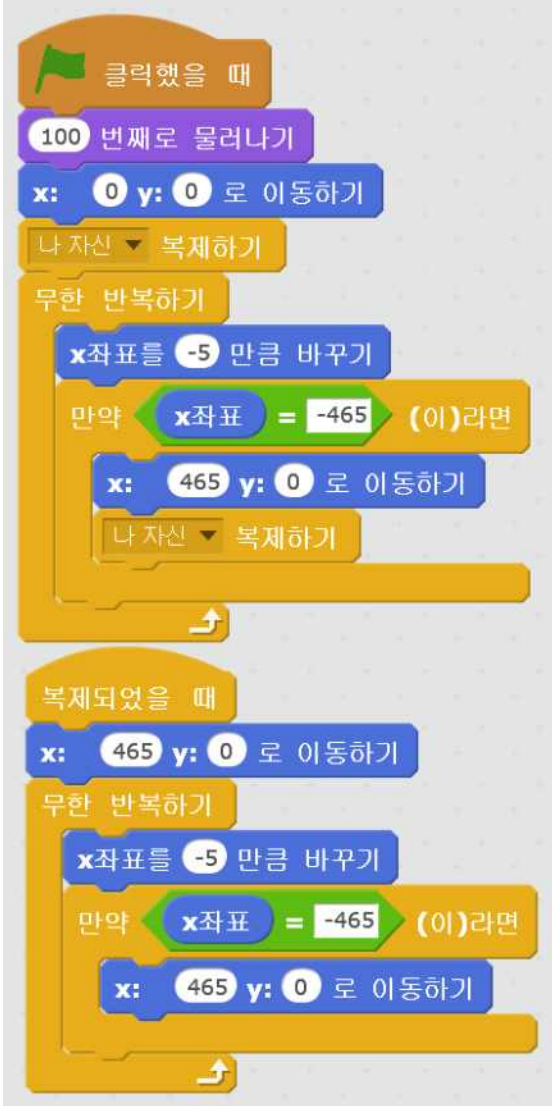 클릭했을 때
100 번째로 물러나기
x: 0 y: 0 로 이동하기
나 자신 복제하기
무한 반복하기
x좌표를 -5 만큼 바꾸기
만약 x좌표 = -465 (이)라면
x: 465 y: 0 로 이동하기
나 자신 복제하기
복제되었을 때
x: 465 y: 0 로 이동하기
무한 반복하기
x좌표를 -5 만큼 바꾸기
만약 x좌표 = -465 (이)라면
x: 465 y: 0 로 이동하기